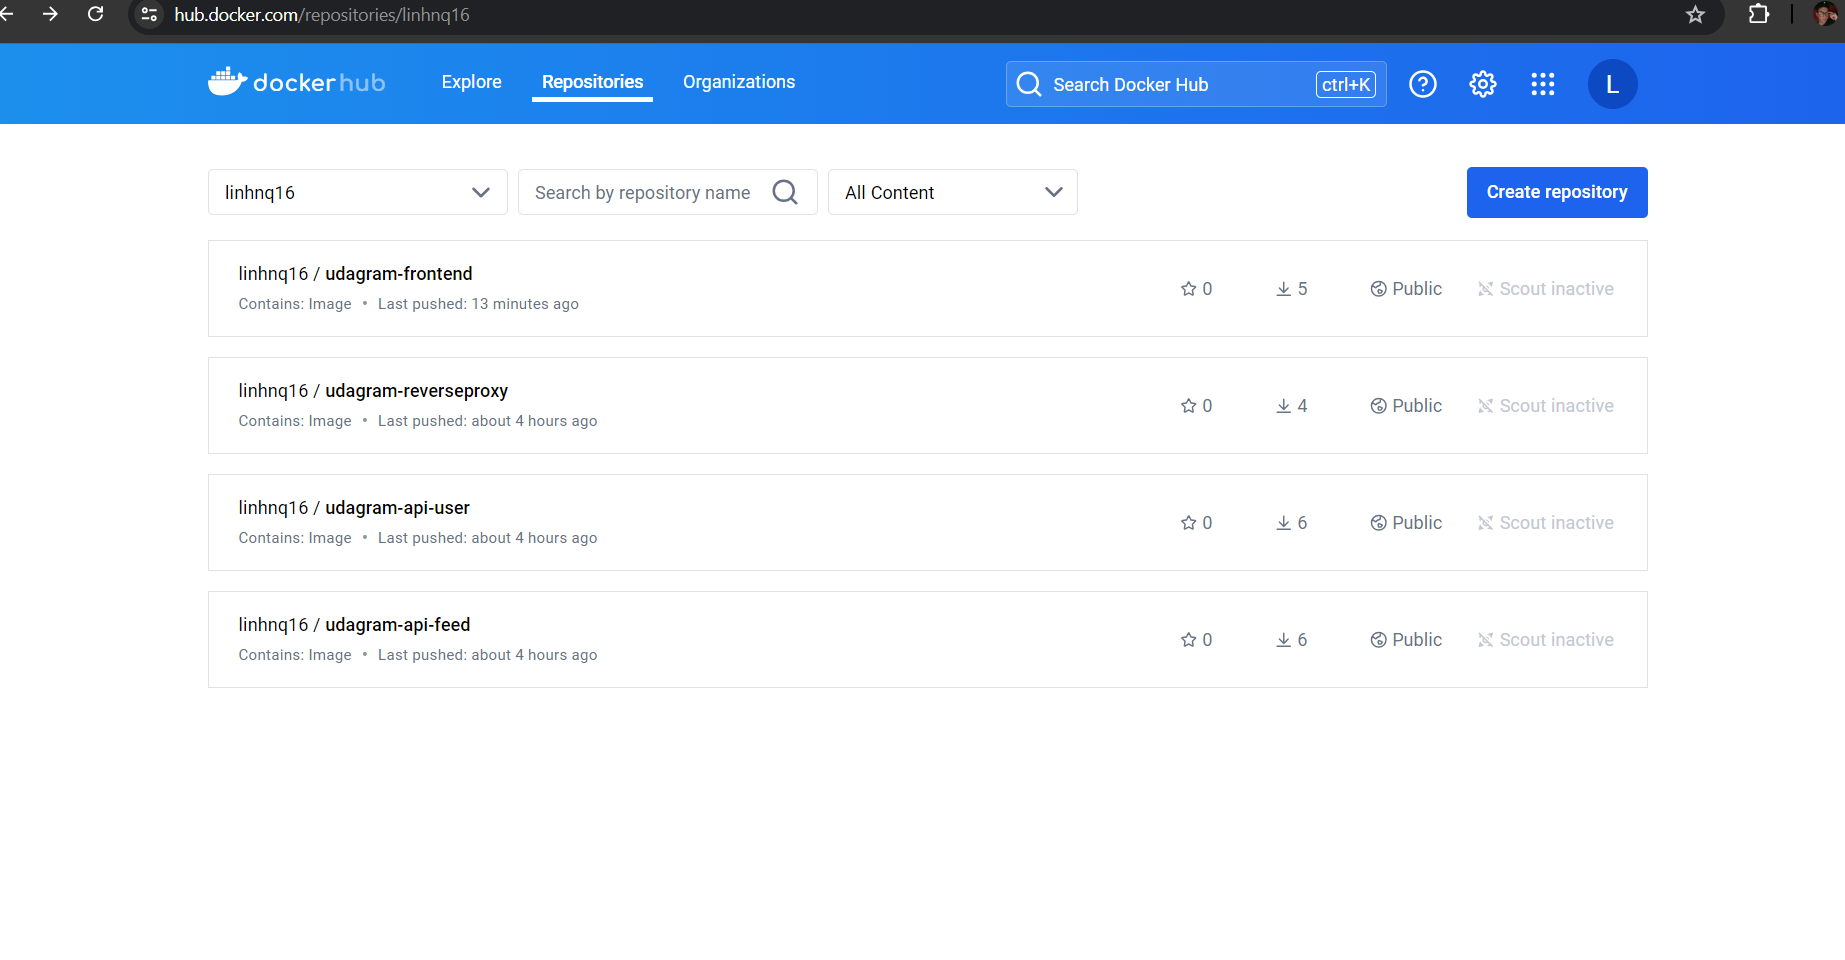 hub.docker.com/repositories/linhnq16
dockerhub Explore Repositories Organizations Search Docker Hub ctrl+K L
linhnq16 Search by repository name All Content Create repository
linhnq16 / udagram-frontend
Contains: Image • Last pushed: 13 minutes ago
0 5 Public Scout inactive
linhnq16 / udagram-reverseproxy
Contains: Image • Last pushed: about 4 hours ago
0 4 Public Scout inactive
linhnq16 / udagram-api-user
Contains: Image • Last pushed: about 4 hours ago
0 6 Public Scout inactive
linhnq16 / udagram-api-feed
Contains: Image • Last pushed: about 4 hours ago
0 6 Public Scout inactive